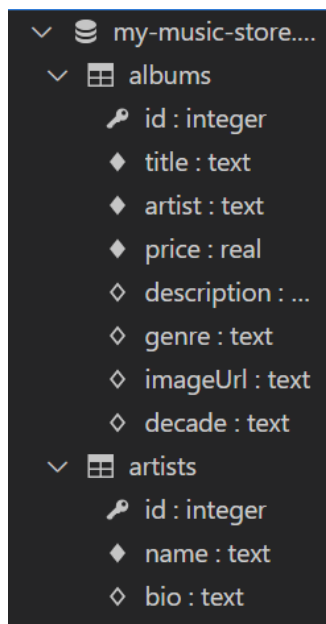 my-music-store....
albums
id : integer
title : text
artist : text
price : real
description : ...
genre : text
imageUrl : text
decade : text
artists
id : integer
name : text
bio : text